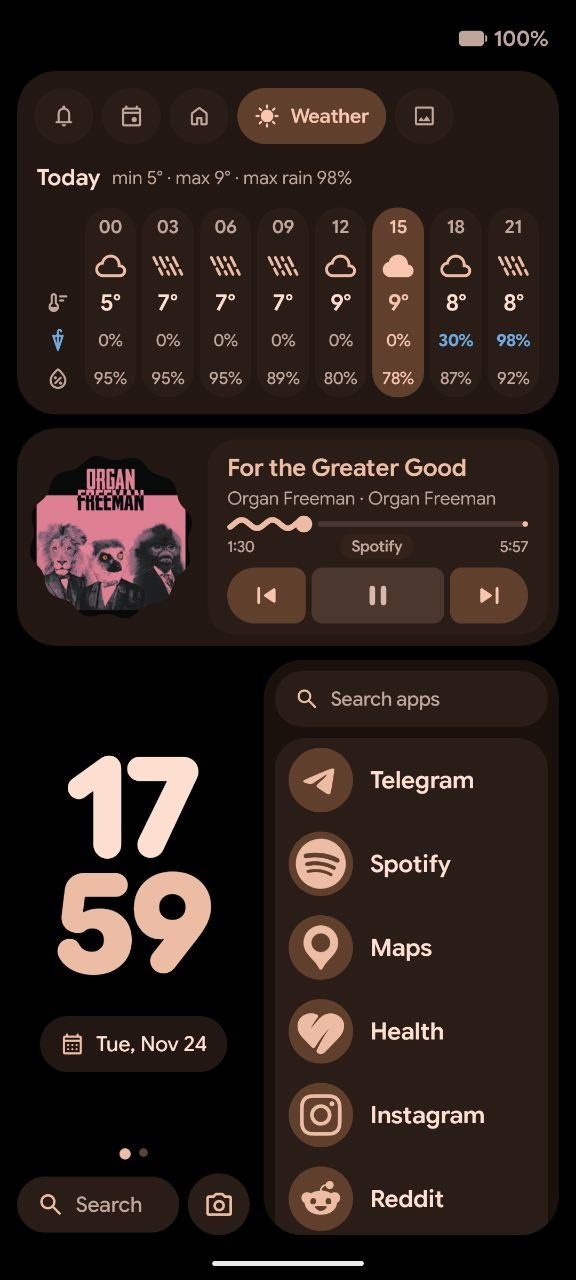 100%
Weather
Today min 5° · max 9° · max rain 98%
00 03 06 09 12 15 18 21
5° 7° 7° 7° 9° 9° 8° 8°
0% 0% 0% 0% 0% 0% 30% 98%
95% 95% 95% 89% 80% 78% 87% 92%
ORGAN
FREEMAN
For the Greater Good
Organ Freeman · Organ Freeman
1:30 Spotify 5:57
Search apps
Telegram
Spotify
Maps
Health
Instagram
Reddit
17
59
Tue, Nov 24
Search